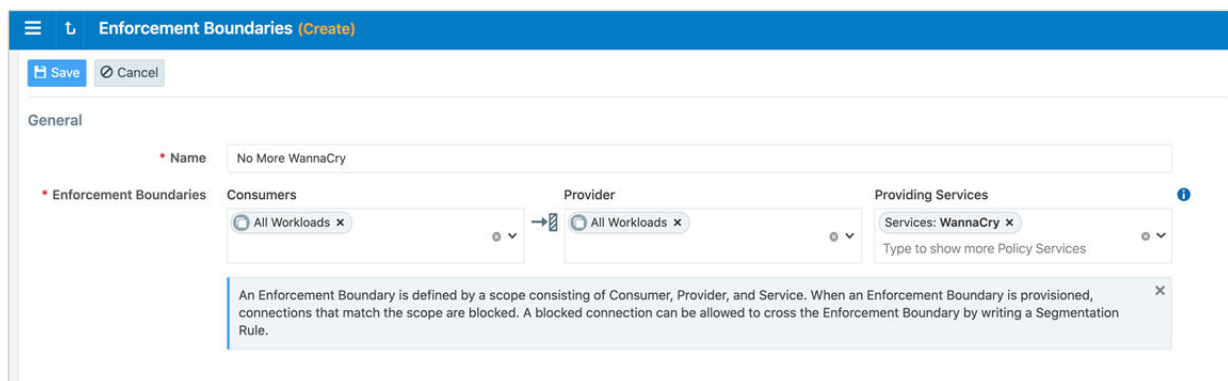 Enforcement Boundaries (Create)
Save Cancel
General
* Name No More WannaCry
* Enforcement Boundaries Consumers Provider Providing Services
All Workloads × All Workloads × Services: WannaCry ×
Type to show more Policy Services
An Enforcement Boundary is defined by a scope consisting of Consumer, Provider, and Service. When an Enforcement Boundary is provisioned,
connections that match the scope are blocked. A blocked connection can be allowed to cross the Enforcement Boundary by writing a Segmentation
Rule.